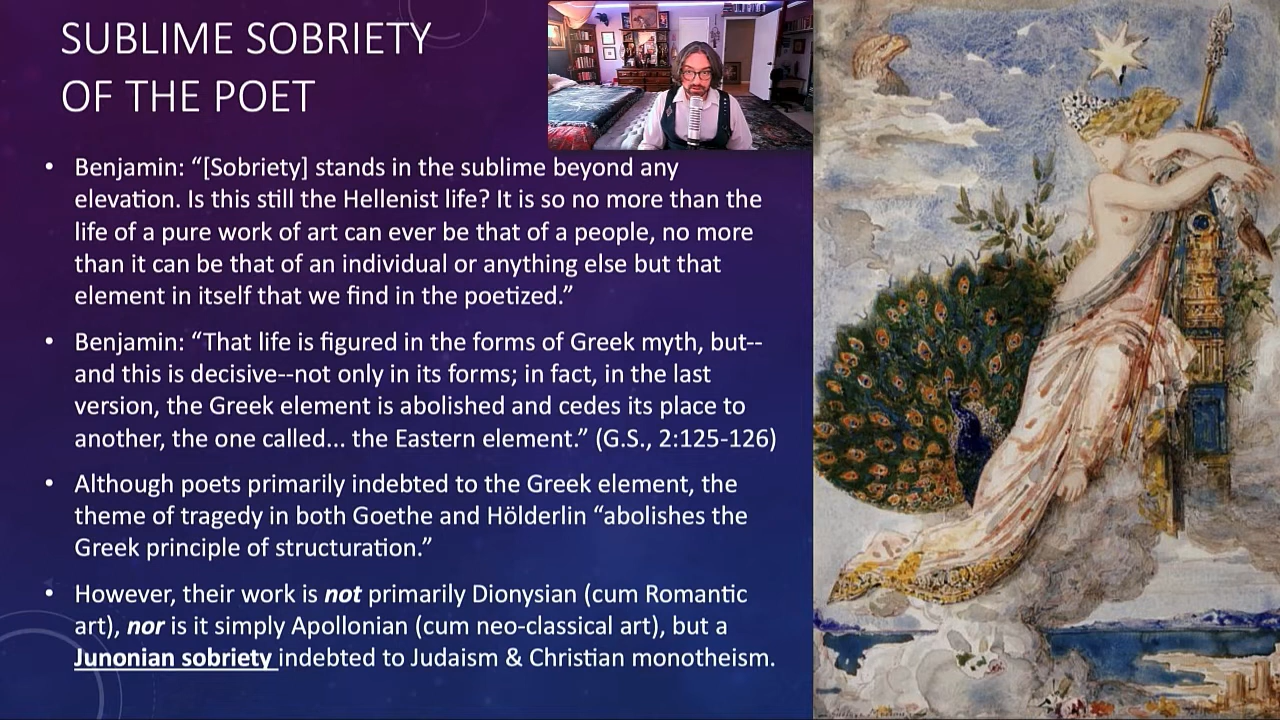 SUBLIME SOBRIETY
OF THE POET
• Benjamin: “[Sobriety] stands in the sublime beyond any
elevation. Is this still the Hellenist life? It is so no more than the
life of a pure work of art can ever be that of a people, no more
than it can be that of an individual or anything else but that
element in itself that we find in the poetized.”
• Benjamin: “That life is figured in the forms of Greek myth, but--
and this is decisive--not only in its forms; in fact, in the last
version, the Greek element is abolished and cedes its place to
another, the one called... the Eastern element.” (G.S., 2:125-126)
• Although poets primarily indebted to the Greek element, the
theme of tragedy in both Goethe and Hölderlin “abolishes the
Greek principle of structuration.”
• However, their work is not primarily Dionysian (cum Romantic
art), nor is it simply Apollonian (cum neo-classical art), but a
Junonian sobriety indebted to Judaism & Christian monotheism.